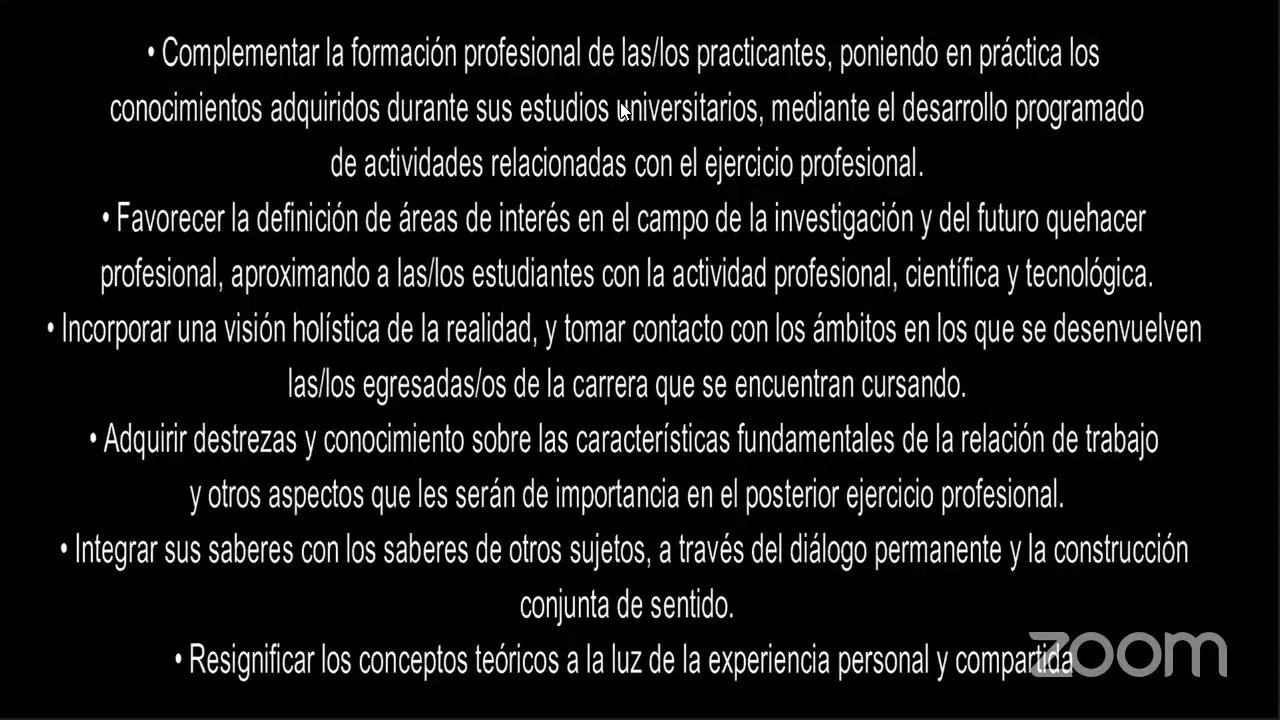 • Complementar la formación profesional de las/los practicantes, poniendo en práctica los
conocimientos adquiridos durante sus estudios universitarios, mediante el desarrollo programado
de actividades relacionadas con el ejercicio profesional.
• Favorecer la definición de áreas de interés en el campo de la investigación y del futuro quehacer
profesional, aproximando a las/los estudiantes con la actividad profesional, científica y tecnológica.
• Incorporar una visión holística de la realidad, y tomar contacto con los ámbitos en los que se desenvuelven
las/los egresadas/os de la carrera que se encuentran cursando.
• Adquirir destrezas y conocimiento sobre las características fundamentales de la relación de trabajo
y otros aspectos que les serán de importancia en el posterior ejercicio profesional.
• Integrar sus saberes con los saberes de otros sujetos, a través del diálogo permanente y la construcción
conjunta de sentido.
• Resignificar los conceptos teóricos a la luz de la experiencia personal y compartida
zoom